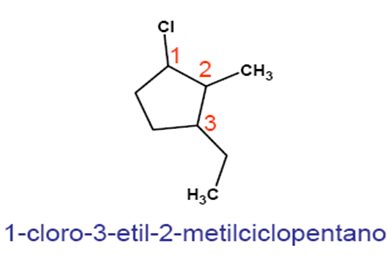 Cl
1
2
CH₃
3
H₃C
1-cloro-3-etil-2-metilciclopentano